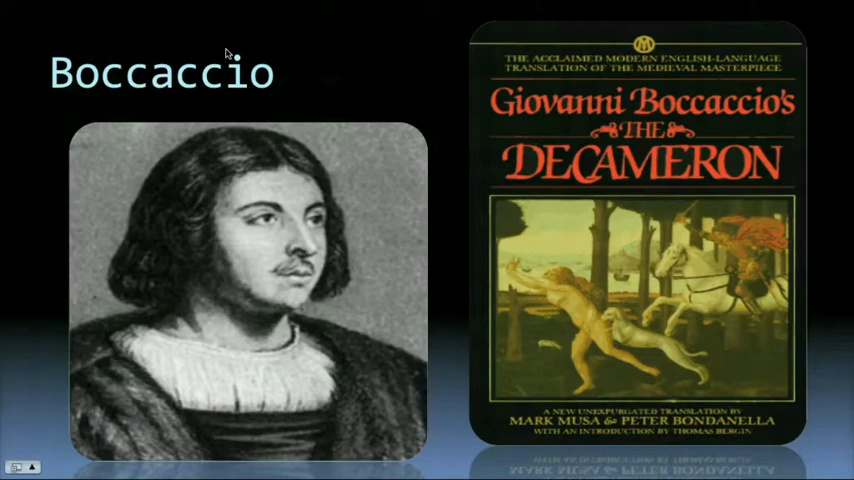 Boccaccio
THE ACCLAIMED MODERN ENGLISH-LANGUAGE
TRANSLATION OF THE MEDIEVAL MASTERPIECE
Giovanni Boccaccio's
THE
DECAMERON
A NEW UNEXPURGATED TRANSLATION BY
MARK MUSA & PETER BONDANELLA
WITH AN INTRODUCTION BY THOMAS BERGIN